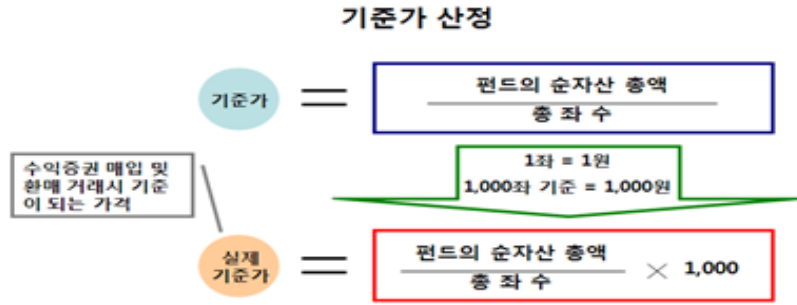 기준가 산정
기준가
=
펀드의 순자산 총액
총 좌 수
1좌 = 1원
1,000좌 기준 = 1,000원
수익증권 매입 및
환매 거래시 기준
이 되는 가격
실제
기준가
=
펀드의 순자산 총액
총 좌 수
× 1,000